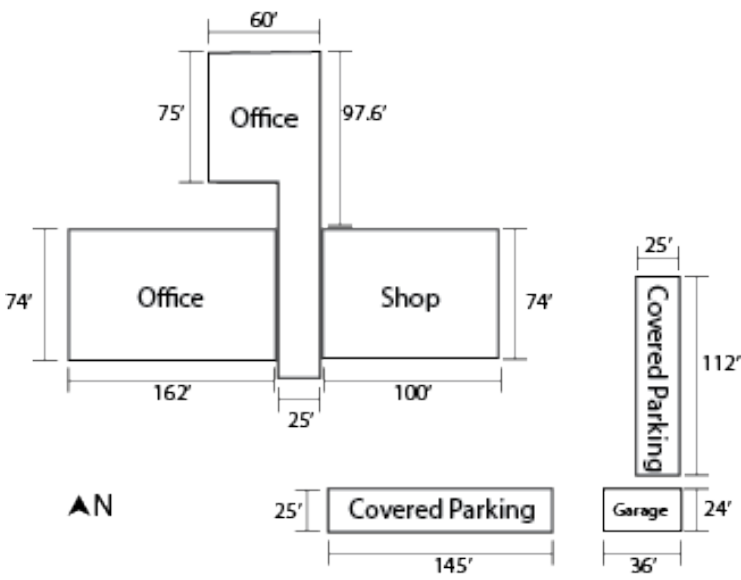 60′
75′
Office
97.6′
74′
Office
Shop
74′
162′
25′
100′
25′
Covered Parking
112′
N
25′
Covered Parking
145′
Garage
24′
36′